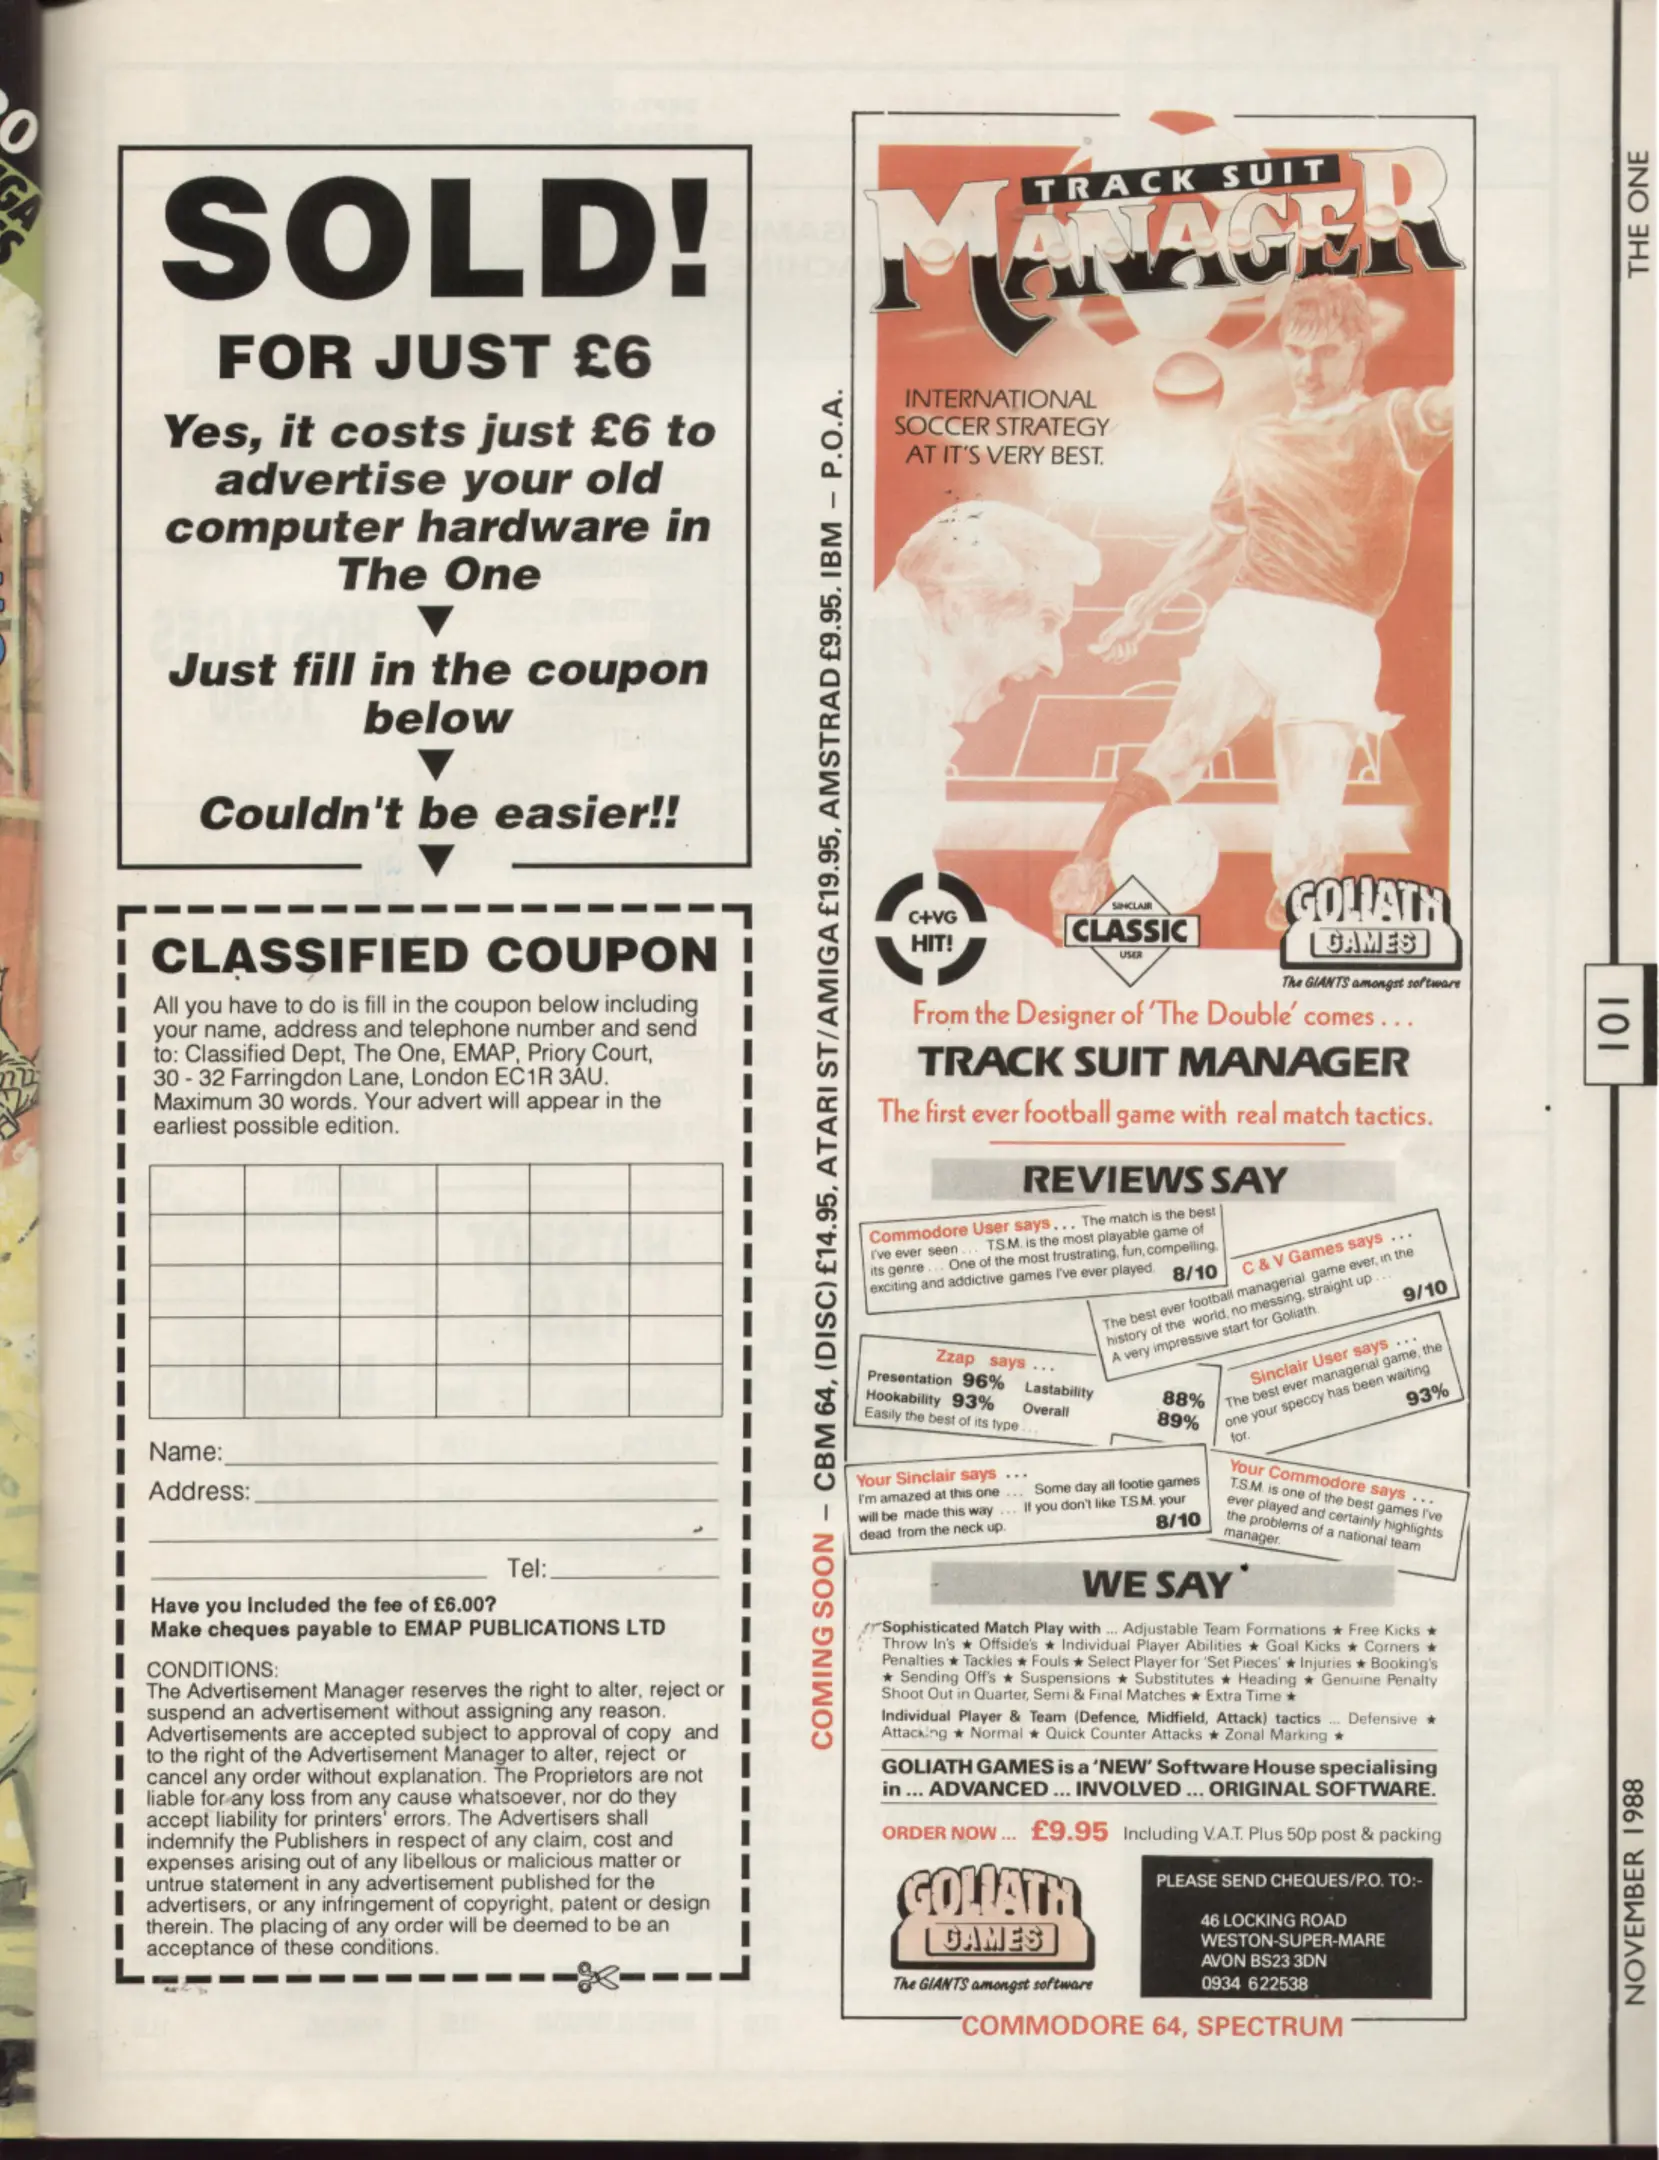 SOLD!
FOR JUST £6
Yes, it costs just £6 to
advertise your old
computer hardware in
The One
Just fill in the coupon
below
Couldn't be easier!!
CLASSIFIED COUPON
All you have to do is fill in the coupon below including
your name, address and telephone number and send
to: Classified Dept, The One, EMAP, Priory Court,
30 - 32 Farringdon Lane, London EC1R 3AU.
Maximum 30 words. Your advert will appear in the
earliest possible edition.
Name:
Address:
Tel:
Have you included the fee of £6.00?
Make cheques payable to EMAP PUBLICATIONS LTD
CONDITIONS:
The Advertisement Manager reserves the right to alter, reject or
suspend an advertisement without assigning any reason.
Advertisements are accepted subject to approval of copy and
to the right of the Advertisement Manager to alter, reject or
cancel any order without explanation. The Proprietors are not
liable for any loss from any cause whatsoever, nor do they
accept liability for printers' errors. The Advertisers shall
indemnify the Publishers in respect of any claim, cost and
expenses arising out of any libellous or malicious matter or
untrue statement in any advertisement published for the
advertisers, or any infringement of copyright, patent or design
therein. The placing of any order will be deemed to be an
acceptance of these conditions.
COMING SOON – CBM 64, (DISC) £14.95, ATARI ST/AMIGA £19.95, AMSTRAD £9.95. IBM – P.O.A.
TRACK SUIT
MANAGER
INTERNATIONAL
SOCCER STRATEGY
AT IT'S VERY BEST.
C+VG
HIT!
SINCLAIR
CLASSIC
USER
GOLIATH
GAMES
The GIANTS amongst software
From the Designer of 'The Double' comes . . .
TRACK SUIT MANAGER
The first ever football game with real match tactics.
REVIEWS SAY
Commodore User says . . . The match is the best
I've ever seen . . . T.S.M. is the most playable game of
its genre . . . One of the most frustrating, fun, compelling,
exciting and addictive games I've ever played. 8/10
C & V Games says . . .
The best ever football managerial game ever, in the
history of the world, no messing, straight up . . .
A very impressive start for Goliath. 9/10
Zzap says . . .
Presentation 96% Lastability 88%
Hookability 93% Overall 89%
Easily the best of its type . . .
Sinclair User says . . .
The best ever managerial game, the
one your speccy has been waiting
for. 93%
Your Sinclair says . . .
I'm amazed at this one . . . Some day all footie games
will be made this way . . . If you don't like T.S.M. your
dead from the neck up. 8/10
Your Commodore says . . .
T.S.M. is one of the best games I've
ever played and certainly highlights
the problems of a national team
manager.
WE SAY
Sophisticated Match Play with ... Adjustable Team Formations ★ Free Kicks ★
Throw In's ★ Offside's ★ Individual Player Abilities ★ Goal Kicks ★ Corners ★
Penalties ★ Tackles ★ Fouls ★ Select Player for 'Set Pieces' ★ Injuries ★ Booking's
★ Sending Off's ★ Suspensions ★ Substitutes ★ Heading ★ Genuine Penalty
Shoot Out in Quarter, Semi & Final Matches ★ Extra Time ★
Individual Player & Team (Defence, Midfield, Attack) tactics ... Defensive ★
Attacking ★ Normal ★ Quick Counter Attacks ★ Zonal Marking ★
GOLIATH GAMES is a 'NEW' Software House specialising
in ... ADVANCED ... INVOLVED ... ORIGINAL SOFTWARE.
ORDER NOW ... £9.95 Including V.A.T. Plus 50p post & packing
GOLIATH
GAMES
The GIANTS amongst software
PLEASE SEND CHEQUES/P.O. TO:-
46 LOCKING ROAD
WESTON-SUPER-MARE
AVON BS23 3DN
0934 622538
COMMODORE 64, SPECTRUM
THE ONE
101
NOVEMBER 1988